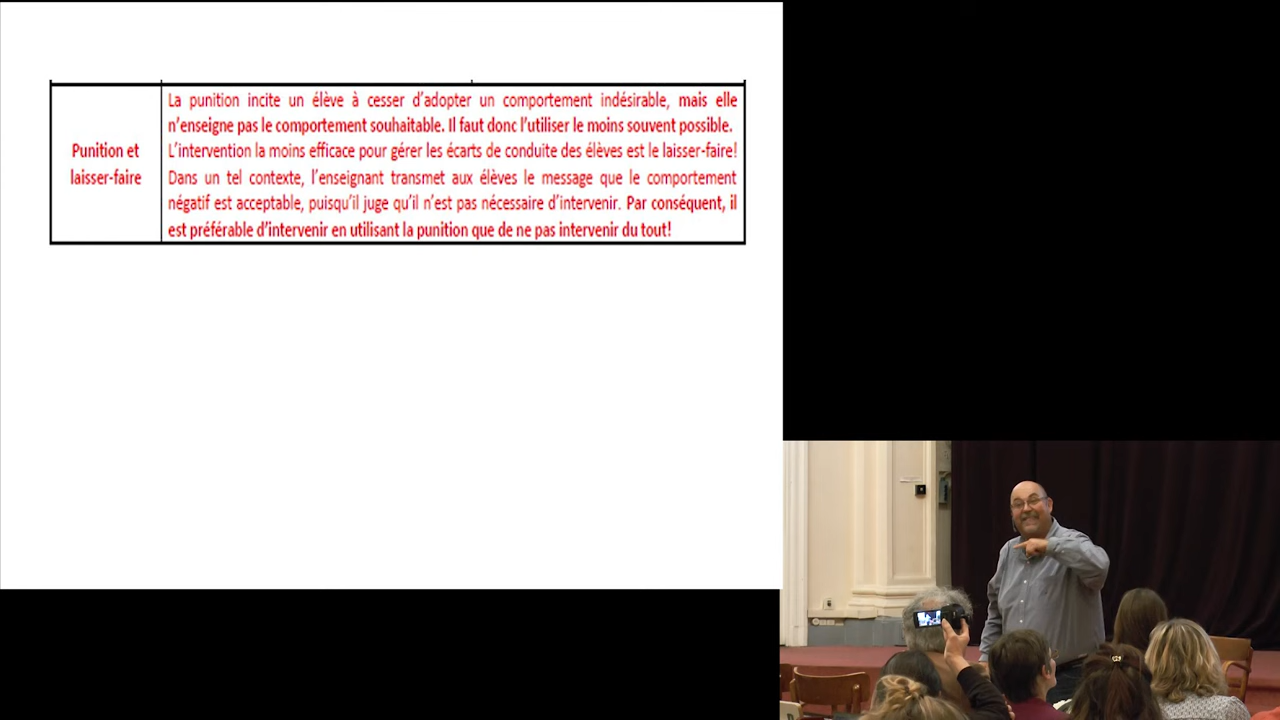 La punition incite un élève à cesser d'adopter un comportement indésirable, mais elle
n'enseigne pas le comportement souhaitable. Il faut donc l'utiliser le moins souvent possible.
Punition et
laisser-faire
L'intervention la moins efficace pour gérer les écarts de conduite des élèves est le laisser-faire!
Dans un tel contexte, l'enseignant transmet aux élèves le message que le comportement
négatif est acceptable, puisqu'il juge qu'il n'est pas nécessaire d'intervenir. Par conséquent, il
est préférable d'intervenir en utilisant la punition que de ne pas intervenir du tout!